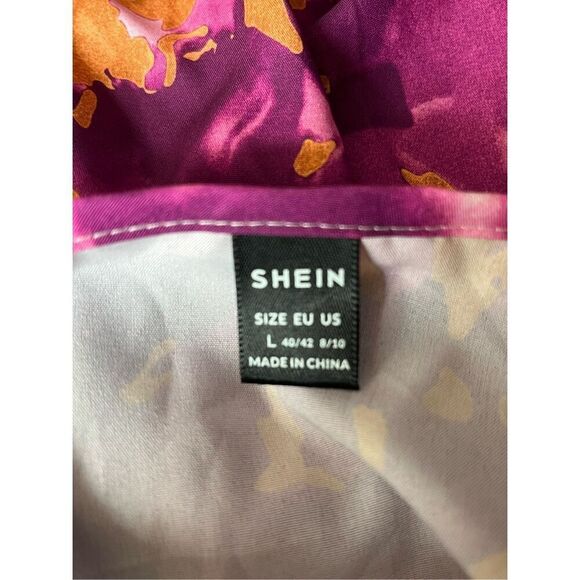 SHEIN
SIZE EU US
L 40/42 8/10
MADE IN CHINA